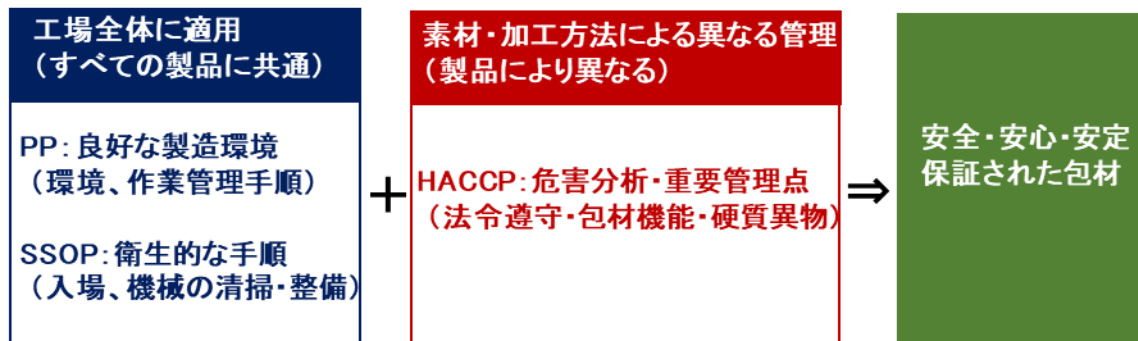 工場全体に適用
（すべての製品に共通）
PP：良好な製造環境
（環境、作業管理手順）
SSOP：衛生的な手順
（入場、機械の清掃・整備）
＋
素材・加工方法による異なる管理
（製品により異なる）
HACCP：危害分析・重要管理点
（法令遵守・包材機能・硬質異物）
⇒
安全・安心・安定
保証された包材